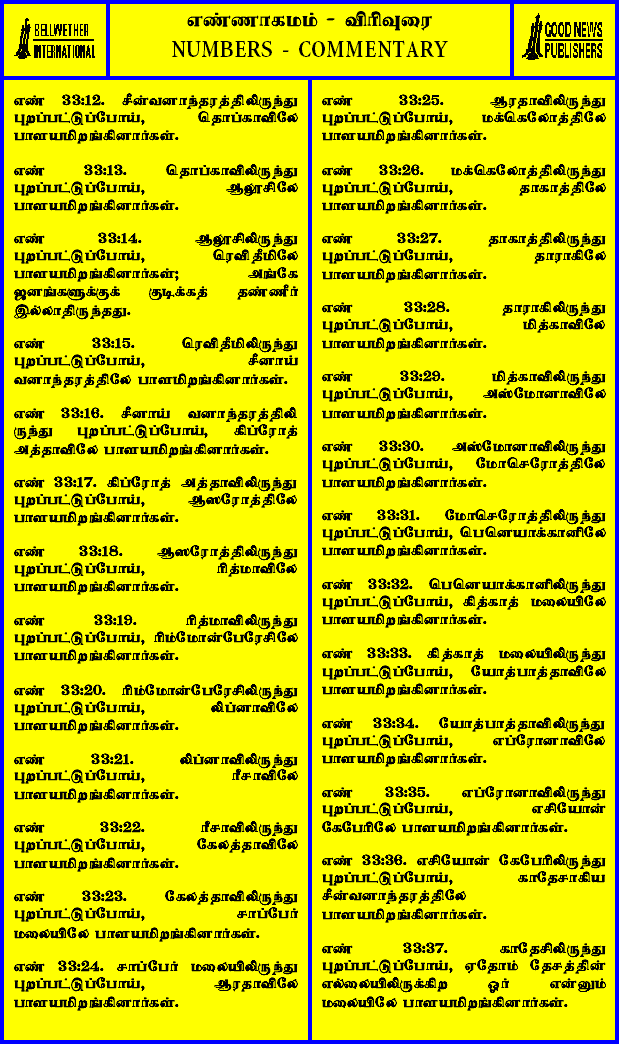 BELLWETHER
INTERNATIONAL
எண்ணாகமம் - விரிவுரை
NUMBERS - COMMENTARY
GOOD NEWS
PUBLISHERS
எண் 33:12. சீன்வனாந்தரத்திலிருந்து
புறப்பட்டுப்போய், தொப்காவிலே
பாளயமிறங்கினார்கள்.
எண் 33:13. தொப்காவிலிருந்து
புறப்பட்டுப்போய், ஆலூசிலே
பாளயமிறங்கினார்கள்.
எண் 33:14. ஆலூசிலிருந்து
புறப்பட்டுப்போய், ரெவிதீமிலே
பாளயமிறங்கினார்கள்; அங்கே
ஜனங்களுக்குக் குடிக்கத் தண்ணீர்
இல்லாதிருந்தது.
எண் 33:15. ரெவிதீமிலிருந்து
புறப்பட்டுப்போய், சீனாய்
வனாந்தரத்திலே பாளமிறங்கினார்கள்.
எண் 33:16. சீனாய் வனாந்தரத்திலி
ருந்து புறப்பட்டுப்போய், கிப்ரோத்
அத்தாவிலே பாளயமிறங்கினார்கள்.
எண் 33:17. கிப்ரோத் அத்தாவிலிருந்து
புறப்பட்டுப்போய், ஆஸரோத்திலே
பாளயமிறங்கினார்கள்.
எண் 33:18. ஆஸரோத்திலிருந்து
புறப்பட்டுப்போய், ரித்மாவிலே
பாளயமிறங்கினார்கள்.
எண் 33:19. ரித்மாவிலிருந்து
புறப்பட்டுப்போய், ரிம்மோன்பேரேசிலே
பாளயமிறங்கினார்கள்.
எண் 33:20. ரிம்மோன்பேரேசிலிருந்து
புறப்பட்டுப்போய், லிப்னாவிலே
பாளயமிறங்கினார்கள்.
எண் 33:21. லிப்னாவிலிருந்து
புறப்பட்டுப்போய், ரீசாவிலே
பாளயமிறங்கினார்கள்.
எண் 33:22. ரீசாவிலிருந்து
புறப்பட்டுப்போய், கேலத்தாவிலே
பாளயமிறங்கினார்கள்.
எண் 33:23. கேலத்தாவிலிருந்து
புறப்பட்டுப்போய், சாப்பேர்
மலையிலே பாளயமிறங்கினார்கள்.
எண் 33:24. சாப்பேர் மலையிலிருந்து
புறப்பட்டுப்போய், ஆரதாவிலே
பாளயமிறங்கினார்கள்.
எண் 33:25. ஆரதாவிலிருந்து
புறப்பட்டுப்போய், மக்கெலோத்திலே
பாளயமிறங்கினார்கள்.
எண் 33:26. மக்கெலோத்திலிருந்து
புறப்பட்டுப்போய், தாகாத்திலே
பாளயமிறங்கினார்கள்.
எண் 33:27. தாகாத்திலிருந்து
புறப்பட்டுப்போய், தாராகிலே
பாளயமிறங்கினார்கள்.
எண் 33:28. தாராகிலிருந்து
புறப்பட்டுப்போய், மித்காவிலே
பாளயமிறங்கினார்கள்.
எண் 33:29. மித்காவிலிருந்து
புறப்பட்டுப்போய், அஸ்மோனாவிலே
பாளயமிறங்கினார்கள்.
எண் 33:30. அஸ்மோனாவிலிருந்து
புறப்பட்டுப்போய், மோசெரோத்திலே
பாளயமிறங்கினார்கள்.
எண் 33:31. மோசெரோத்திலிருந்து
புறப்பட்டுப்போய், பெனெயாக்கானிலே
பாளயமிறங்கினார்கள்.
எண் 33:32. பெனெயாக்கானிலிருந்து
புறப்பட்டுப்போய், கித்காத் மலையிலே
பாளயமிறங்கினார்கள்.
எண் 33:33. கித்காத் மலையிலிருந்து
புறப்பட்டுப்போய், யோத்பாத்தாவிலே
பாளயமிறங்கினார்கள்.
எண் 33:34. யோத்பாத்தாவிலிருந்து
புறப்பட்டுப்போய், எப்ரோனாவிலே
பாளயமிறங்கினார்கள்.
எண் 33:35. எப்ரோனாவிலிருந்து
புறப்பட்டுப்போய், எசியோன்
கேபேரிலே பாளயமிறங்கினார்கள்.
எண் 33:36. எசியோன் கேபேரிலிருந்து
புறப்பட்டுப்போய், காதேசாகிய
சீன்வனாந்தரத்திலே
பாளயமிறங்கினார்கள்.
எண் 33:37. காதேசிலிருந்து
புறப்பட்டுப்போய், ஏதோம் தேசத்தின்
எல்லையிலிருக்கிற ஓர் என்னும்
மலையிலே பாளயமிறங்கினார்கள்.